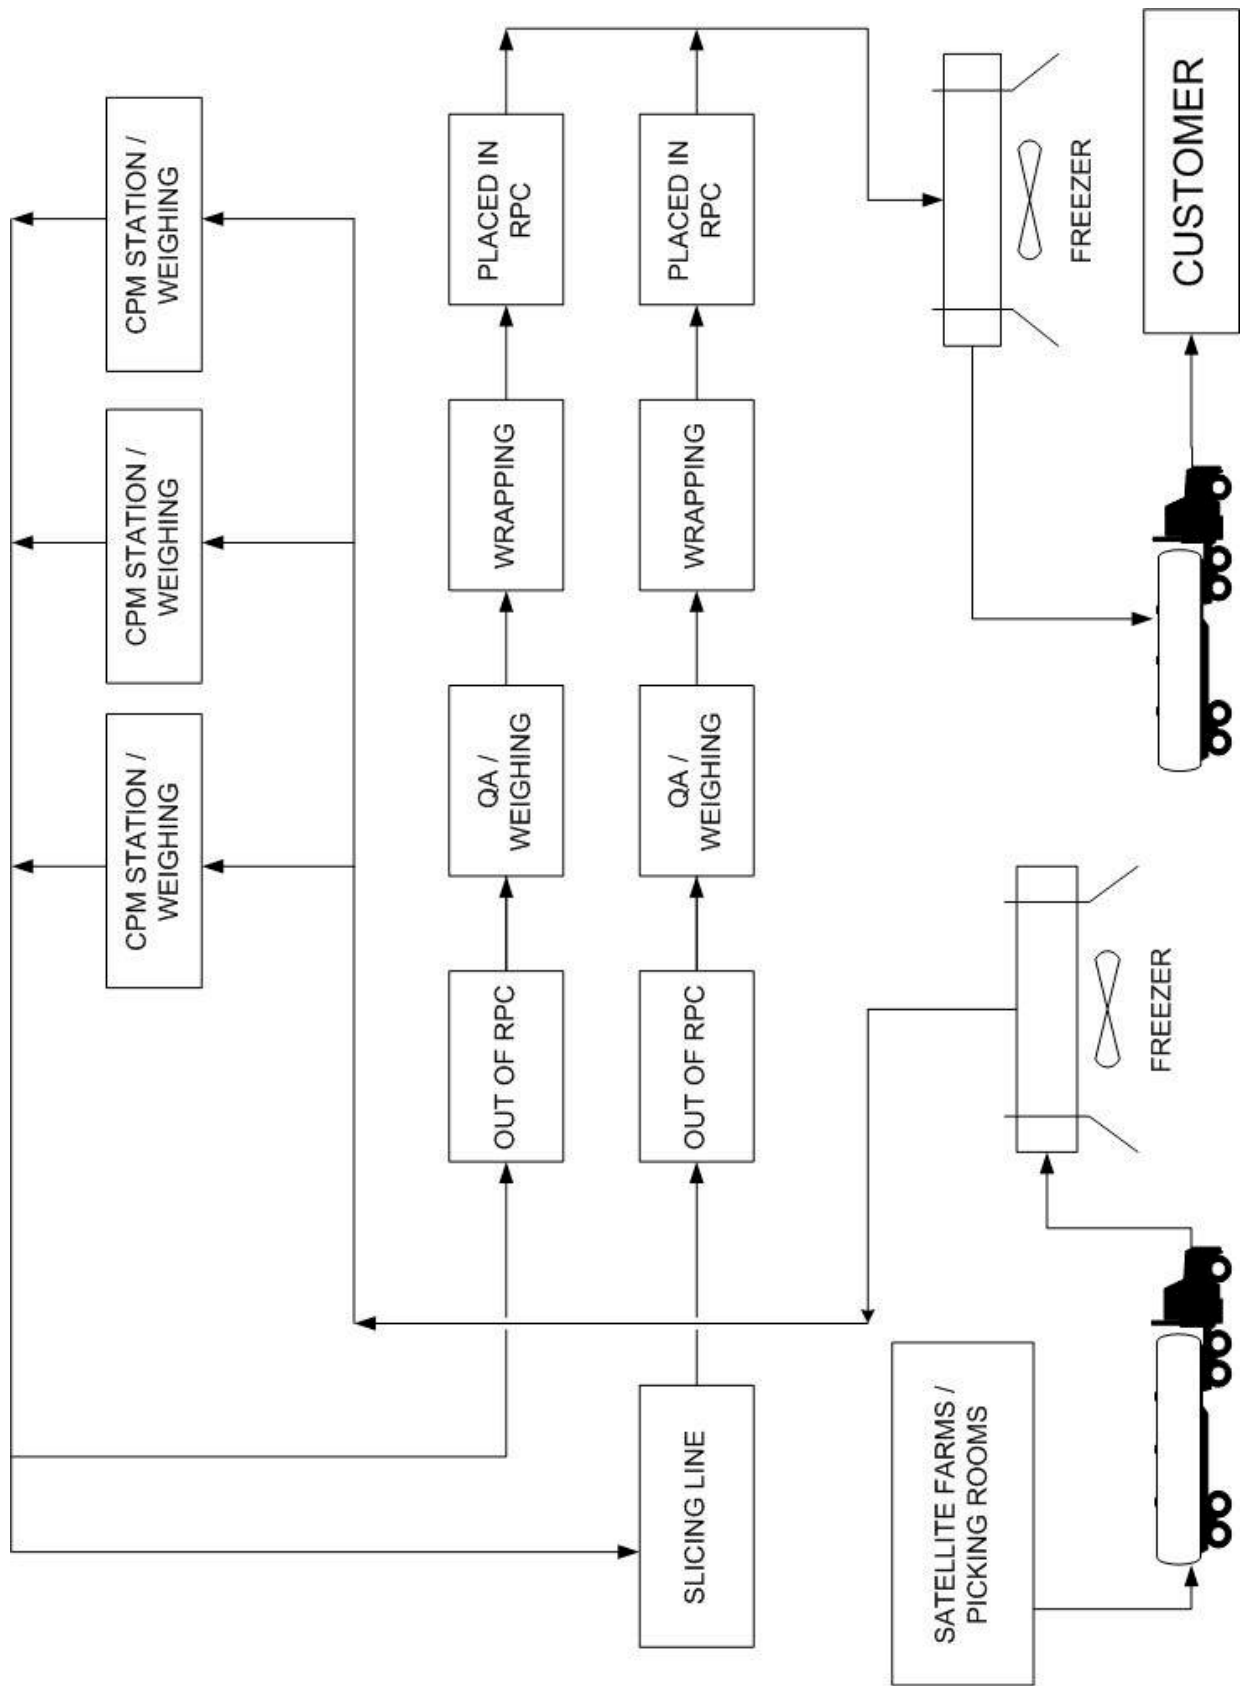 CPM STATION /
WEIGHING
CPM STATION /
WEIGHING
CPM STATION /
WEIGHING
OUT OF RPC
QA /
WEIGHING
WRAPPING
PLACED IN
RPC
SLICING LINE
OUT OF RPC
QA /
WEIGHING
WRAPPING
PLACED IN
RPC
SATELLITE FARMS /
PICKING ROOMS
FREEZER
FREEZER
CUSTOMER